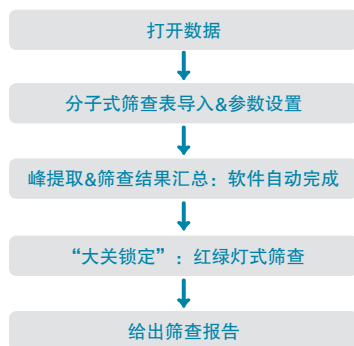 打开数据
分子式筛查表导入&参数设置
峰提取&筛查结果汇总：软件自动完成
“大关锁定”：红绿灯式筛查
给出筛查报告